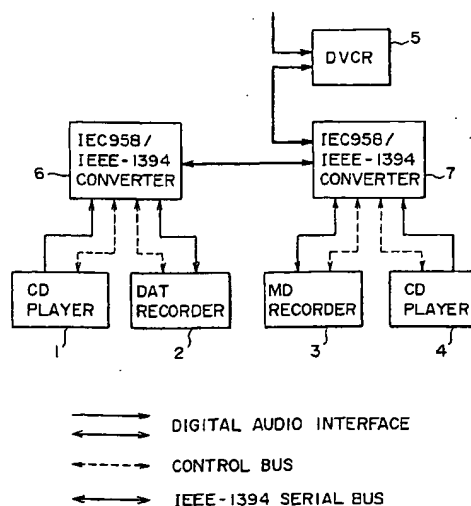 DVCR
5
IEC958/
IEEE-1394
CONVERTER
6
IEC958/
IEEE-1394
CONVERTER
7
CD
PLAYER
1
DAT
RECORDER
2
MD
RECORDER
3
CD
PLAYER
4
DIGITAL AUDIO INTERFACE
CONTROL BUS
IEEE-1394 SERIAL BUS